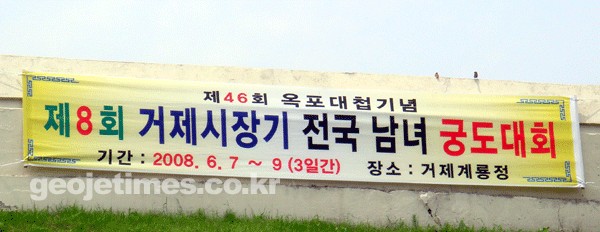 제46회 옥포대첩기념
제8회 거제시장기 전국 남녀 궁도대회
기간 : 2008. 6. 7 ~ 9 (3일간) 장소 : 거제계룡정
geojetimes.co.kr